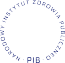 NARODOWY INSTYTUT ZDROWIA PUBLICZNEGO
- PIB -